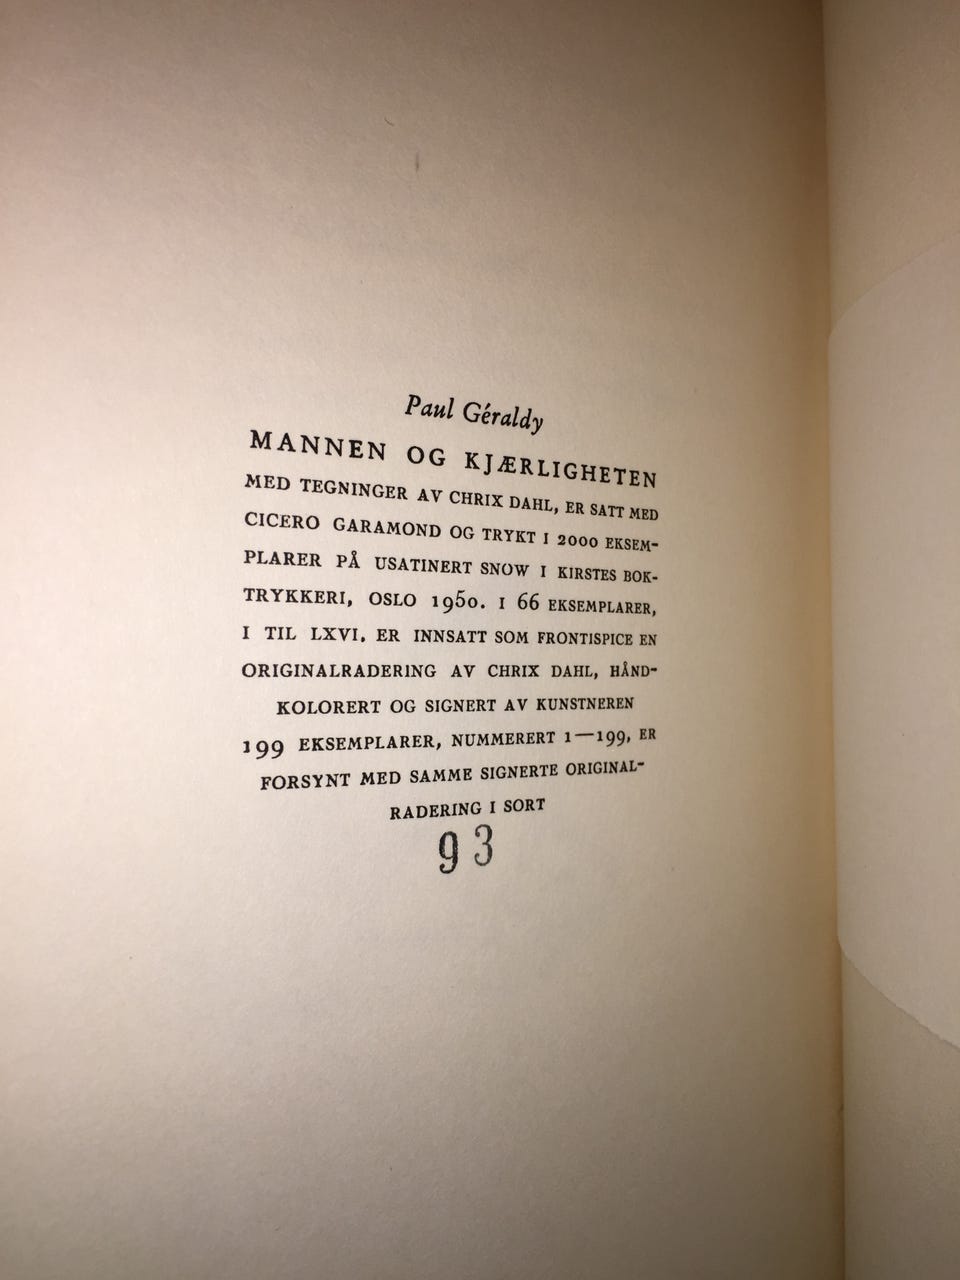 Paul Géraldy
MANNEN OG KJÆRLIGHETEN
MED TEGNINGER AV CHRIX DAHL, ER SATT MED
CICERO GARAMOND OG TRYKT I 2000 EKSEM-
PLARER PÅ USATINERT SNOW I KIRSTES BOK-
TRYKKERI, OSLO 1950. I 66 EKSEMPLARER,
I TIL LXVI, ER INNSATT SOM FRONTISPICE EN
ORIGINALRADERING AV CHRIX DAHL, HÅND-
KOLORERT OG SIGNERT AV KUNSTNEREN
199 EKSEMPLARER, NUMMERERT 1—199, ER
FORSYNT MED SAMME SIGNERTE ORIGINAL-
RADERING I SORT
93